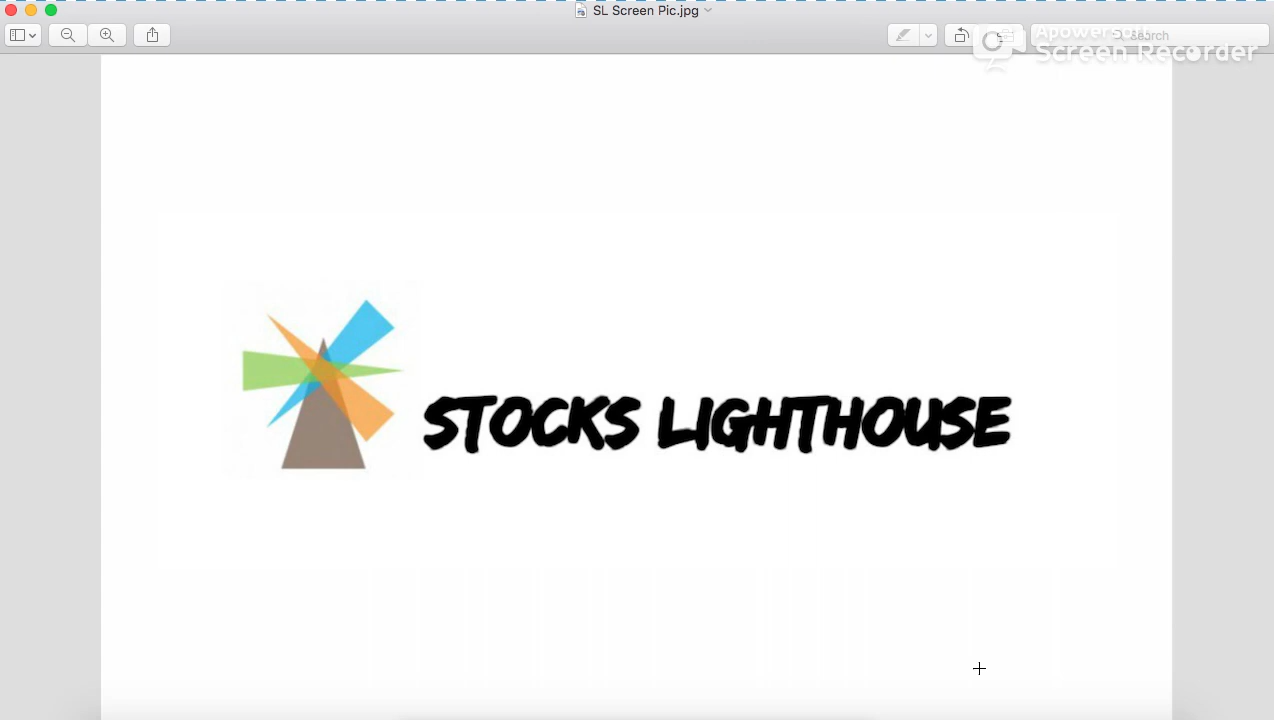 SL Screen Pic.jpg
Apowersoft
Search
Screen Recorder
STOCKS LIGHTHOUSE